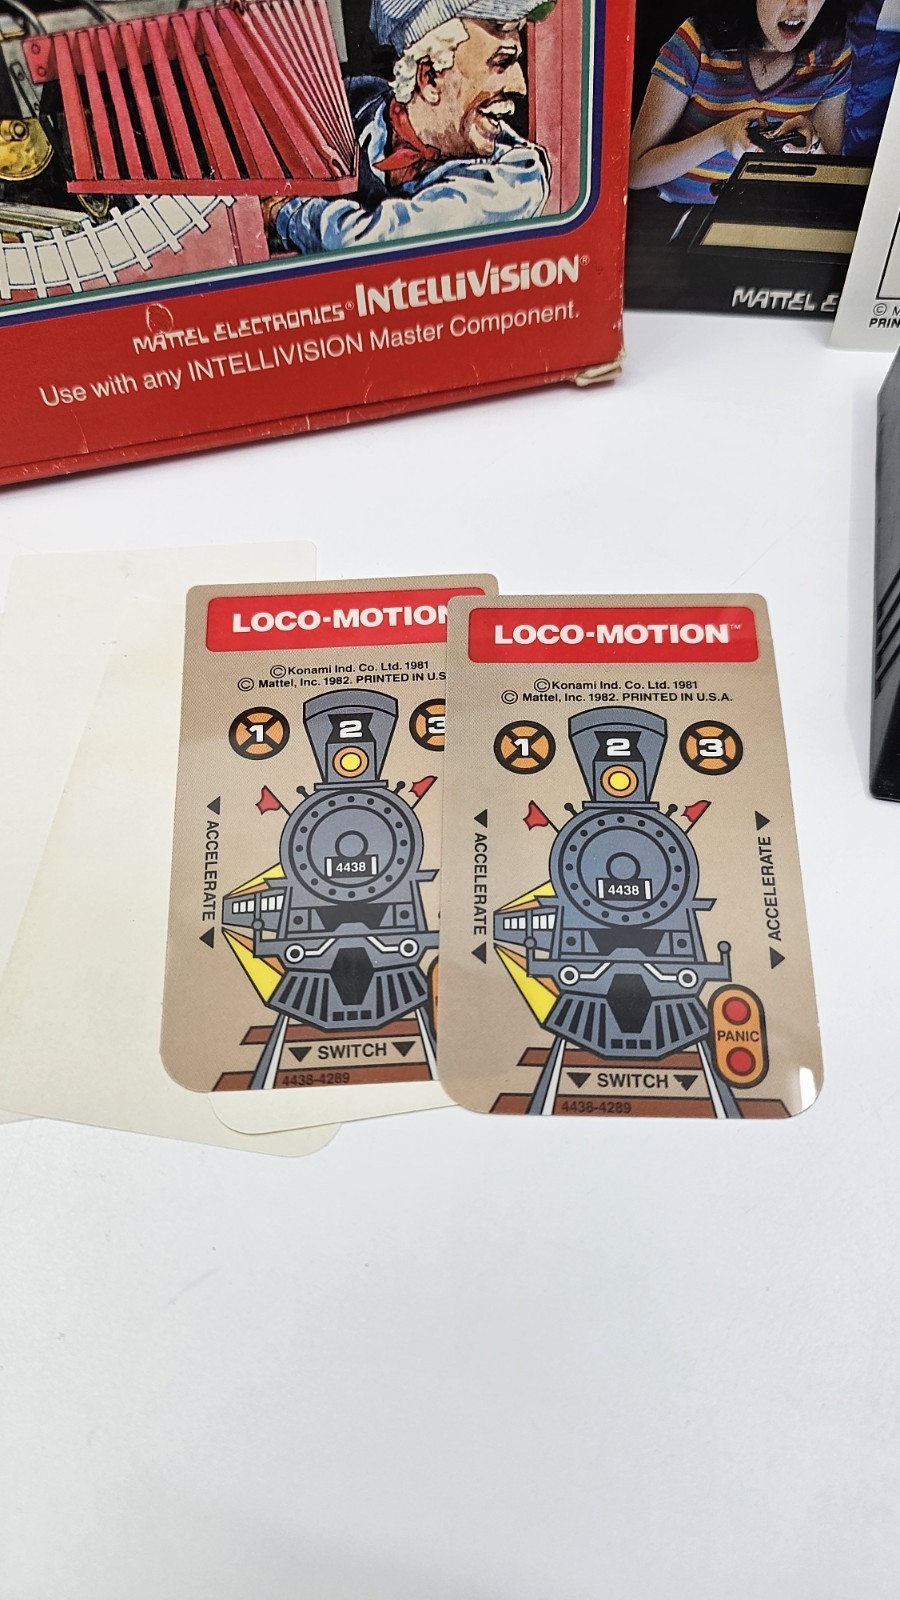 MATTEL ELECTRONICS® INTELLIVISION®
Use with any INTELLIVISION Master Component.
MATTEL E
© M
PRIN
LOCO-MOTION
©Konami Ind. Co. Ltd. 1981
© Mattel, Inc. 1982. PRINTED IN U.S
1
2
3
4438
ACCELERATE
SWITCH
4438-4289
LOCO-MOTION™
©Konami Ind. Co. Ltd. 1981
© Mattel, Inc. 1982. PRINTED IN U.S.A.
1
2
3
4438
ACCELERATE
ACCELERATE
PANIC
SWITCH
4438-4289